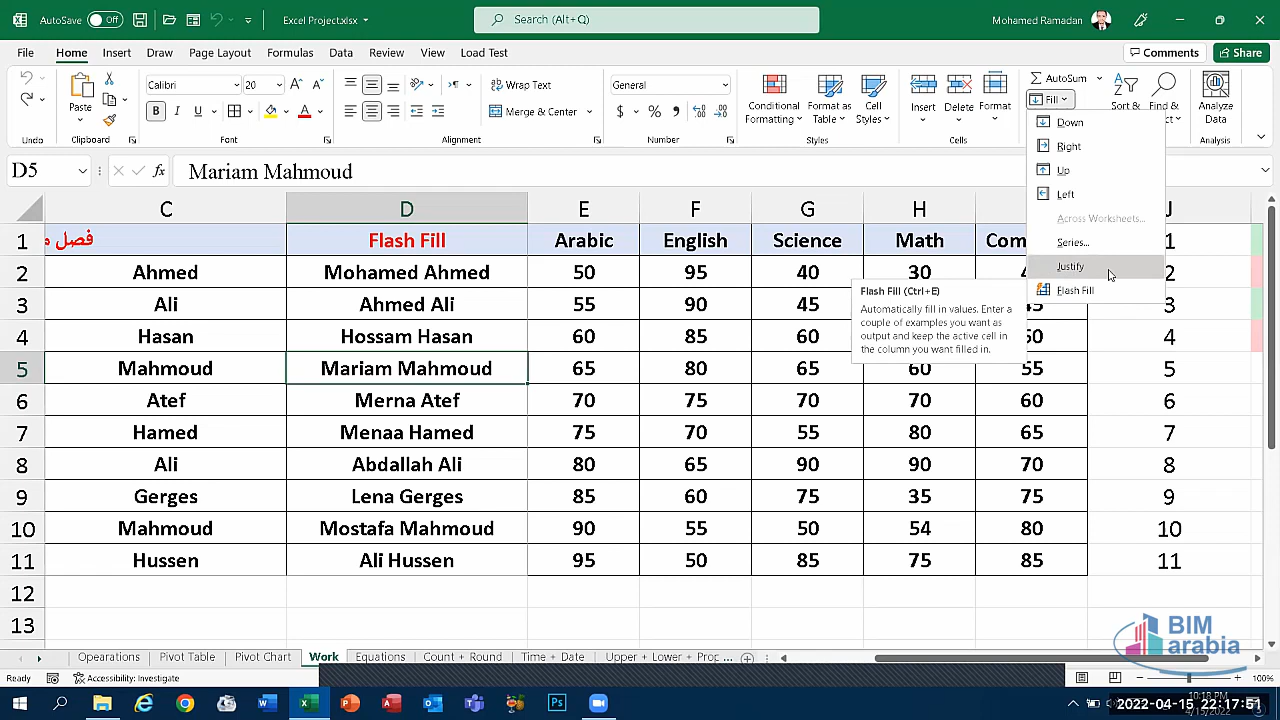 AutoSave Off Excel Project.xlsx Search (Alt+Q) Mohamed Ramadan
File Home Insert Draw Page Layout Formulas Data Review View Load Test Comments Share
Paste Calibri 20 Wrap Text General Conditional Formatting Format as Table Cell Styles Insert Delete Format AutoSum Fill Sort & Find & Analyze Data
B I U Merge & Center $ %
Undo Clipboard Font Alignment Number Styles Cells Analysis
Down
Right
Up
Left
Across Worksheets...
Series...
Justify
Flash Fill
D5 fx Mariam Mahmoud
C D E F G H J
1 فصل Flash Fill Arabic English Science Math Com 1
2 Ahmed Mohamed Ahmed 50 95 40 30 2
3 Ali Ahmed Ali 55 90 45 3
4 Hasan Hossam Hasan 60 85 60 4
5 Mahmoud Mariam Mahmoud 65 80 65 60 55 5
6 Atef Merna Atef 70 75 70 70 60 6
7 Hamed Menaa Hamed 75 70 55 80 65 7
8 Ali Abdallah Ali 80 65 90 90 70 8
9 Gerges Lena Gerges 85 60 75 35 75 9
10 Mahmoud Mostafa Mahmoud 90 55 50 54 80 10
11 Hussen Ali Hussen 95 50 85 75 85 11
12
13
Flash Fill (Ctrl+E)
Automatically fill in values. Enter a
couple of examples you want as
output and keep the active cell in
the column you want filled in.
BIM
arabia
Operations Pivot Table Pivot Chart Work Equations Count + Round Time + Date Upper + Lower + Prop ...
Ready Accessibility: Investigate 100%
10:18 PM
2022-04-15 22:17:51